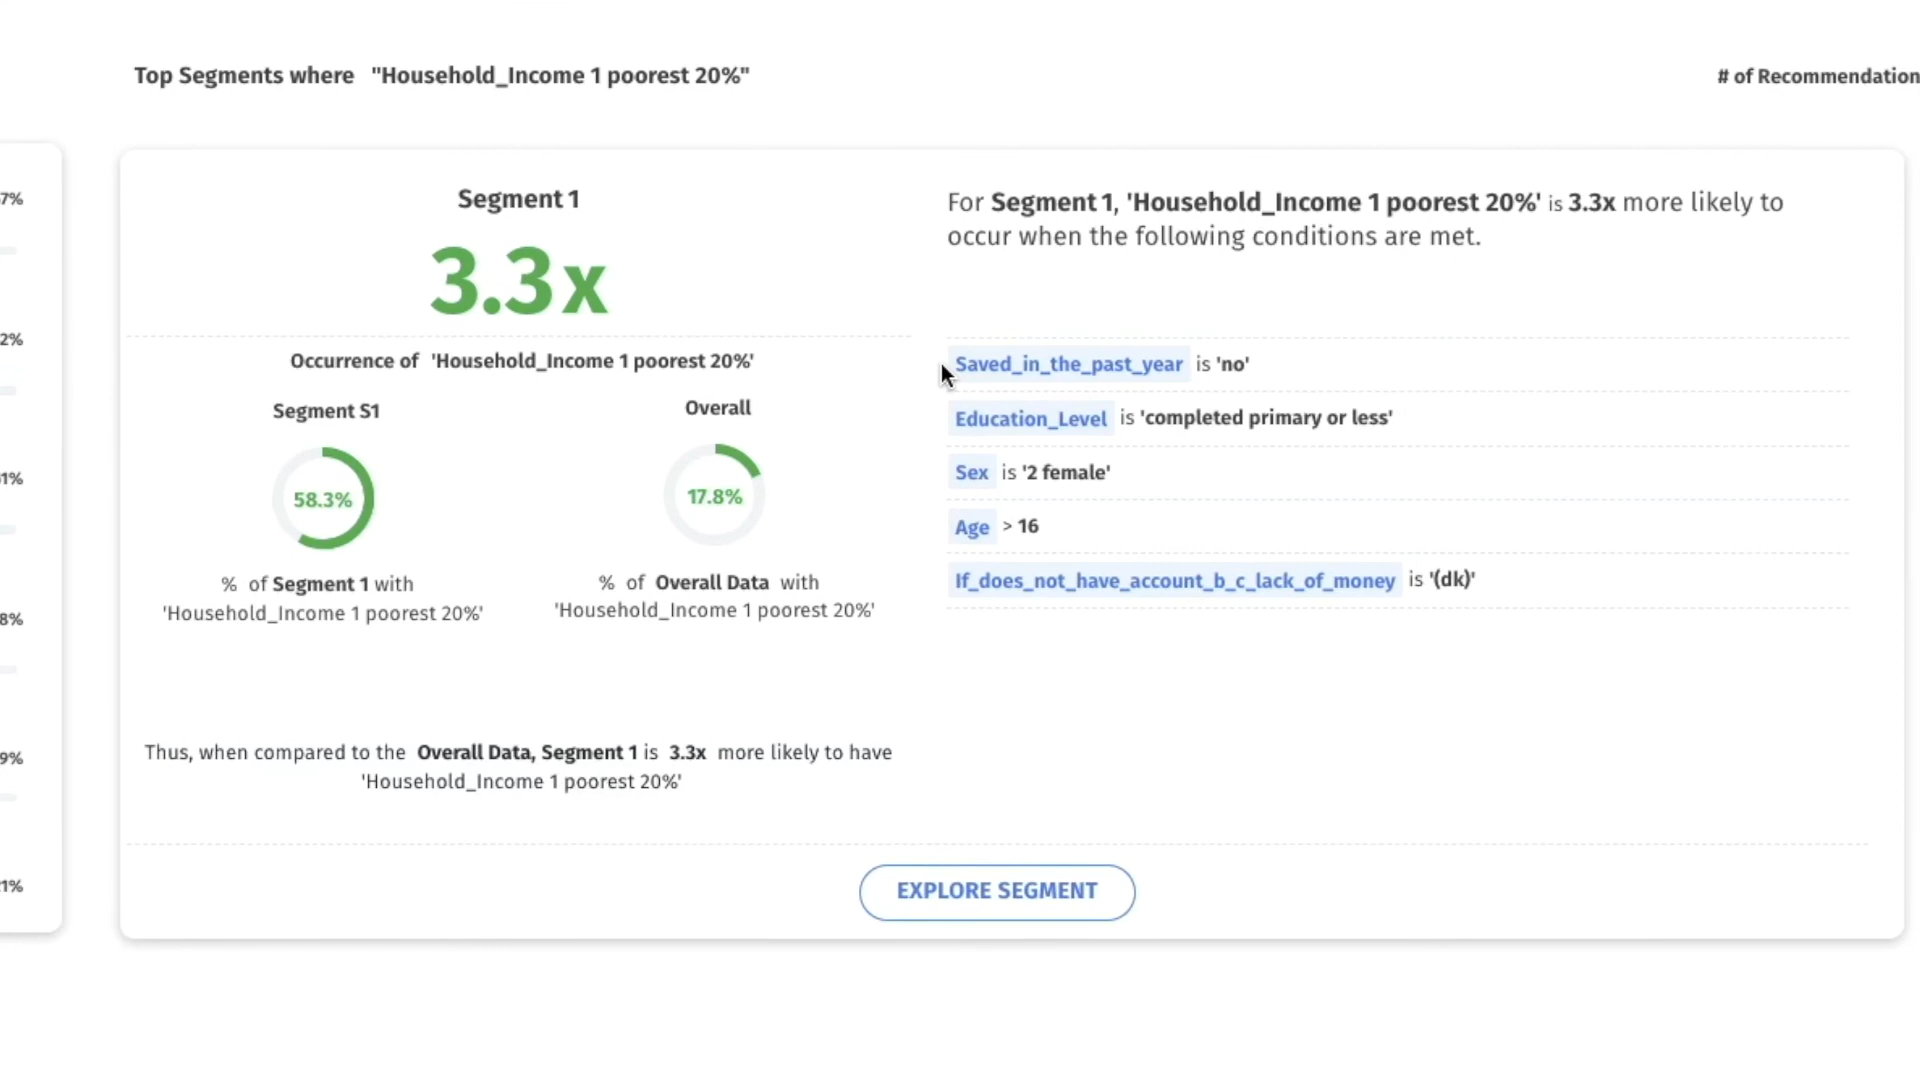 Top Segments where "Household_Income 1 poorest 20%"
# of Recommendation
7%
2%
1%
8%
9%
1%
Segment 1
3.3x
Occurrence of 'Household_Income 1 poorest 20%'
Segment S1
58.3%
% of Segment 1 with
'Household_Income 1 poorest 20%'
Overall
17.8%
% of Overall Data with
'Household_Income 1 poorest 20%'
Thus, when compared to the Overall Data, Segment 1 is 3.3x more likely to have
'Household_Income 1 poorest 20%'
For Segment 1, 'Household_Income 1 poorest 20%' is 3.3x more likely to
occur when the following conditions are met.
Saved_in_the_past_year is 'no'
Education_Level is 'completed primary or less'
Sex is '2 female'
Age > 16
If_does_not_have_account_b_c_lack_of_money is '(dk)'
EXPLORE SEGMENT